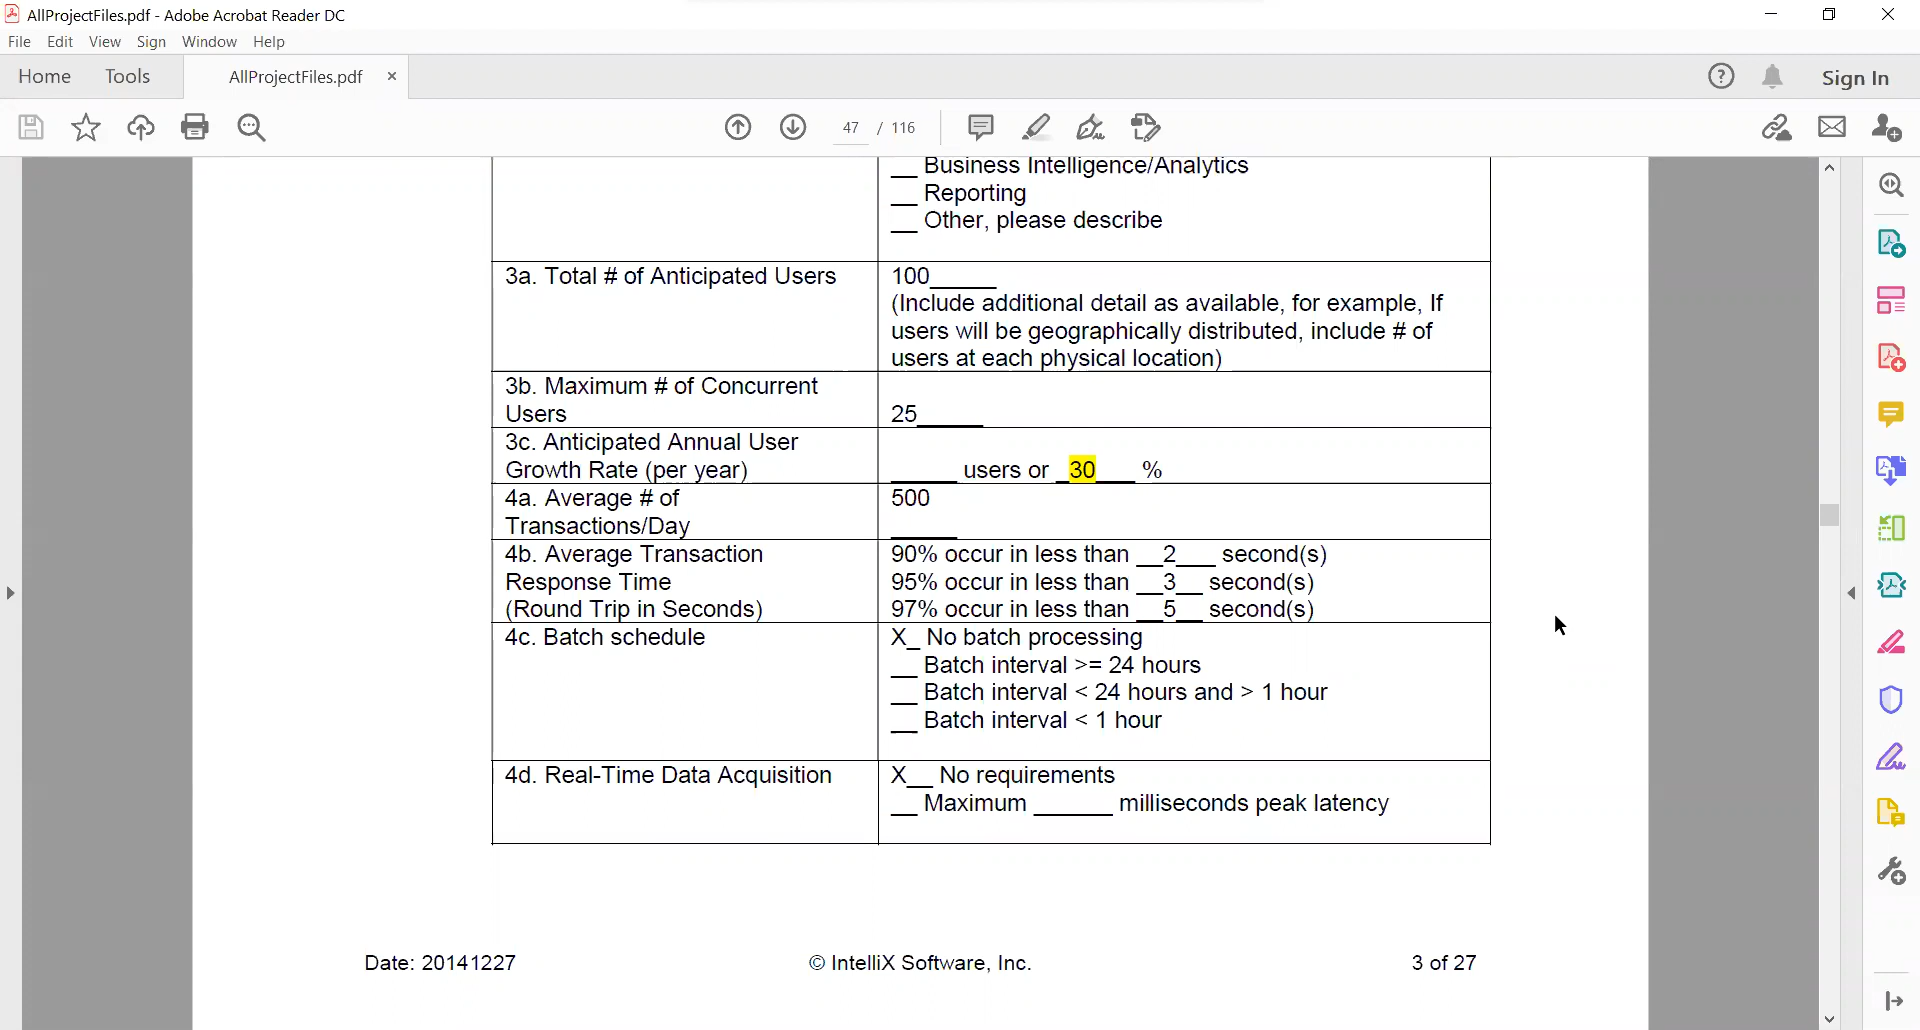 AllProjectFiles.pdf - Adobe Acrobat Reader DC
File Edit View Sign Window Help
Home Tools AllProjectFiles.pdf × Sign In
47 / 116
__ Business Intelligence/Analytics
__ Reporting
__ Other, please describe
3a. Total # of Anticipated Users
100_____
(Include additional detail as available, for example, If
users will be geographically distributed, include # of
users at each physical location)
3b. Maximum # of Concurrent
Users
25_____
3c. Anticipated Annual User
Growth Rate (per year)
_____ users or _30___ %
4a. Average # of
Transactions/Day
500
_____
4b. Average Transaction
Response Time
(Round Trip in Seconds)
90% occur in less than __2___ second(s)
95% occur in less than __3__ second(s)
97% occur in less than __5__ second(s)
4c. Batch schedule
X_ No batch processing
__ Batch interval >= 24 hours
__ Batch interval < 24 hours and > 1 hour
__ Batch interval < 1 hour
4d. Real-Time Data Acquisition
X__ No requirements
__ Maximum ______ milliseconds peak latency
Date: 20141227 © IntelliX Software, Inc. 3 of 27